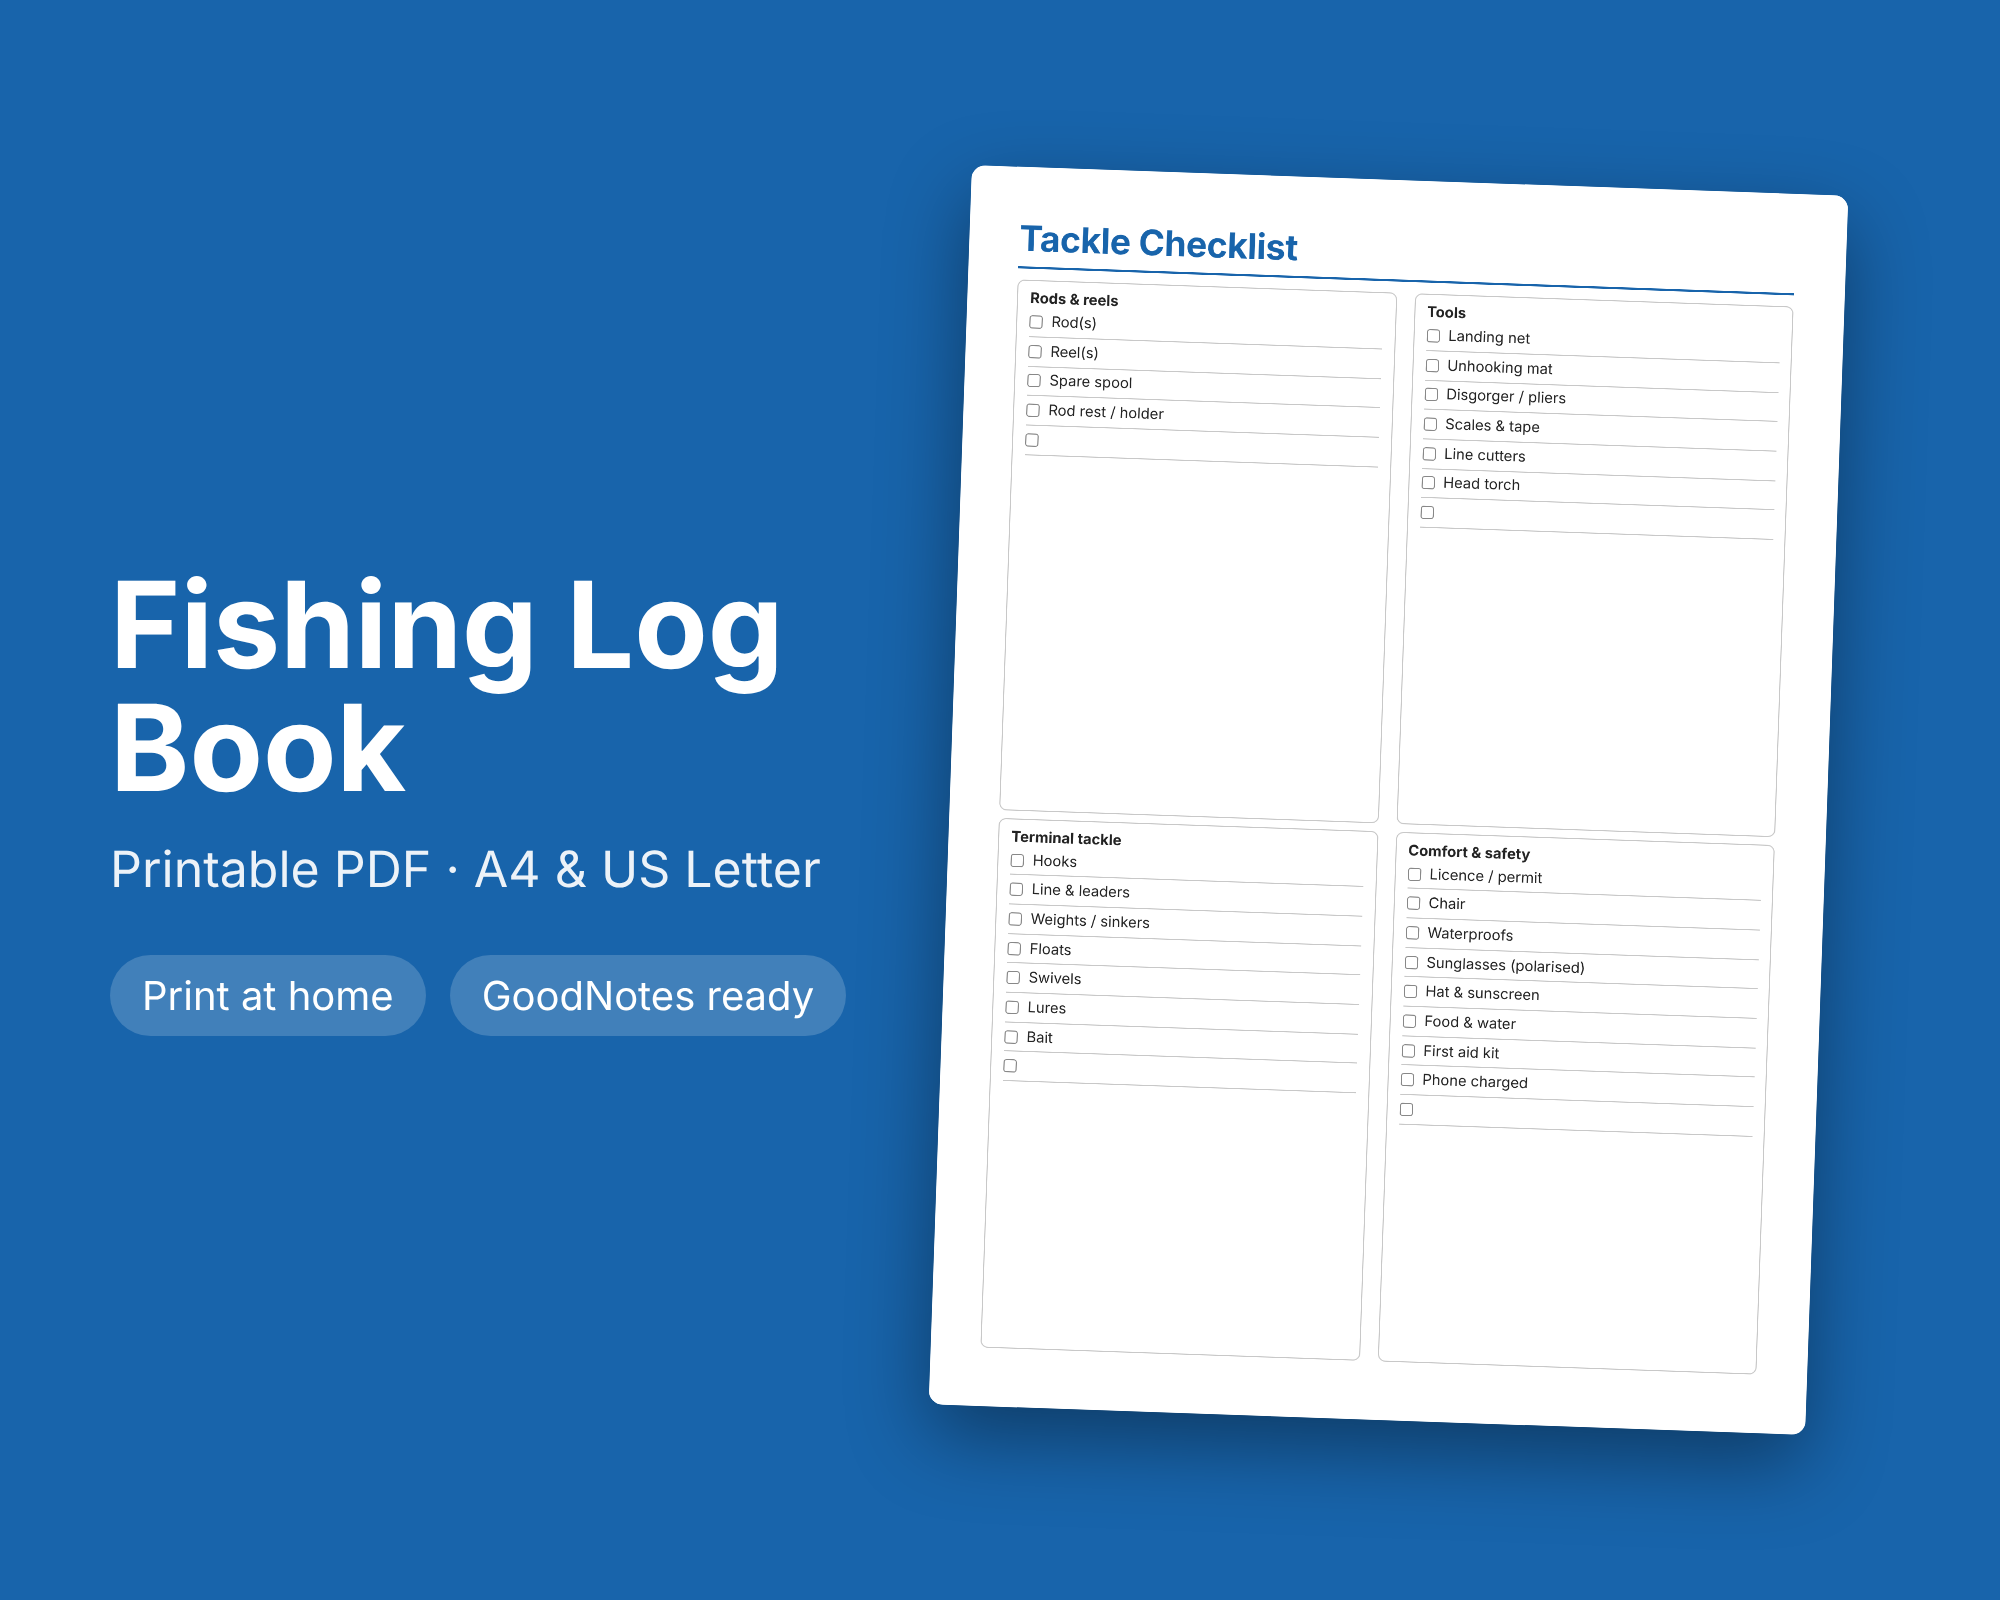 Fishing Log
Book
Printable PDF · A4 & US Letter
Print at home
GoodNotes ready
Tackle Checklist
Rods & reels
Rod(s)
Reel(s)
Spare spool
Rod rest / holder
Tools
Landing net
Unhooking mat
Disgorger / pliers
Scales & tape
Line cutters
Head torch
Terminal tackle
Hooks
Line & leaders
Weights / sinkers
Floats
Swivels
Lures
Bait
Comfort & safety
Licence / permit
Chair
Waterproofs
Sunglasses (polarised)
Hat & sunscreen
Food & water
First aid kit
Phone charged